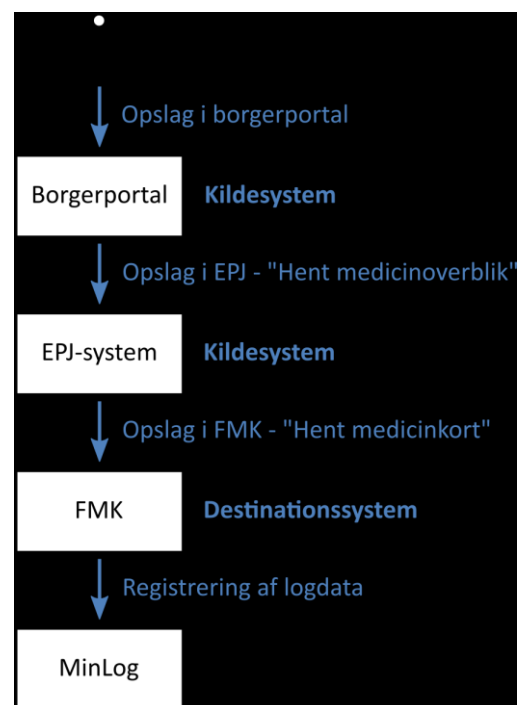 Opslag i borgerportal
Borgerportal Kildesystem
Opslag i EPJ - "Hent medicinoverblik"
EPJ-system Kildesystem
Opslag i FMK - "Hent medicinkort"
FMK Destinationssystem
Registrering af logdata
MinLog